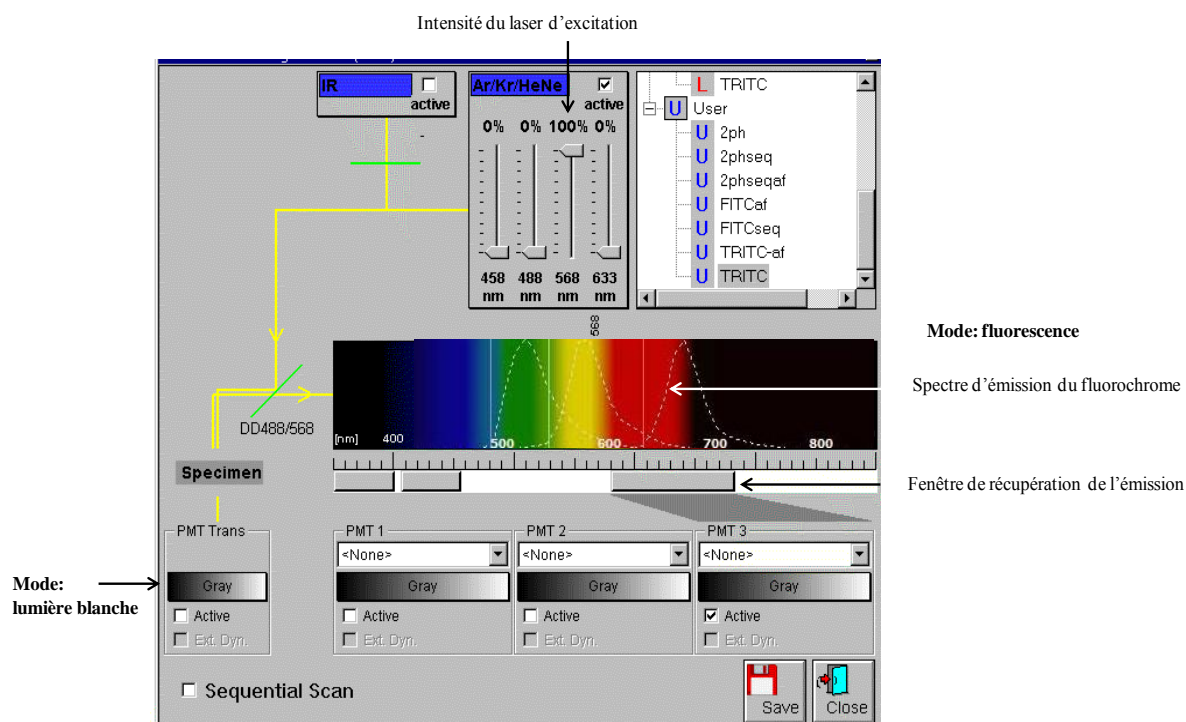 Intensité du laser d’excitation
IR
active
Ar/Kr/HeNe
active
0% 0% 100% 0%
458 nm
488 nm
568 nm
633 nm
L TRITC
U User
U 2ph
U 2phseq
U 2phseqaf
U FITCaf
U FITCseq
U TRITC-af
U TRITC
568
Mode: fluorescence
Spectre d’émission du fluorochrome
DD488/568
[nm] 400 500 600 700 800
Specimen
Fenêtre de récupération de l’émission
PMT Trans
Gray
Active
Ext. Dyn.
PMT 1
<None>
Gray
Active
Ext. Dyn.
PMT 2
<None>
Gray
Active
Ext. Dyn.
PMT 3
<None>
Gray
Active
Ext. Dyn.
Mode:
lumière blanche
Sequential Scan
Save
Close